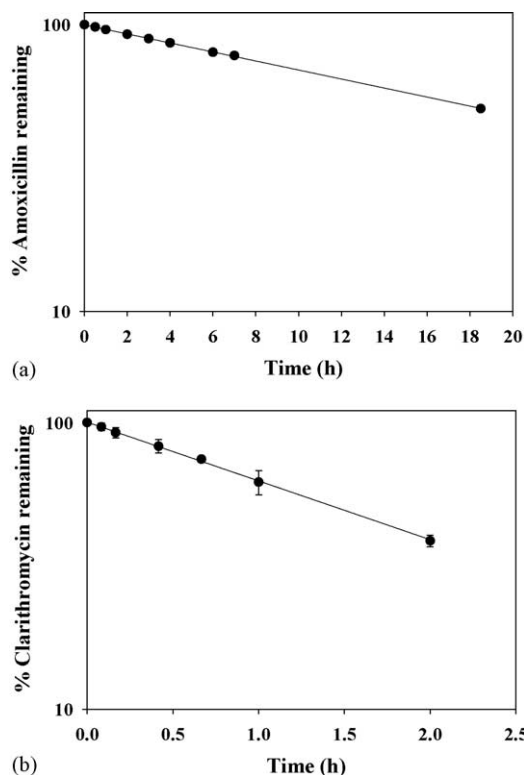 100
% Amoxicillin remaining
10
0 2 4 6 8 10 12 14 16 18 20
Time (h)
(a)
100
% Clarithromycin remaining
10
0.0 0.5 1.0 1.5 2.0 2.5
Time (h)
(b)